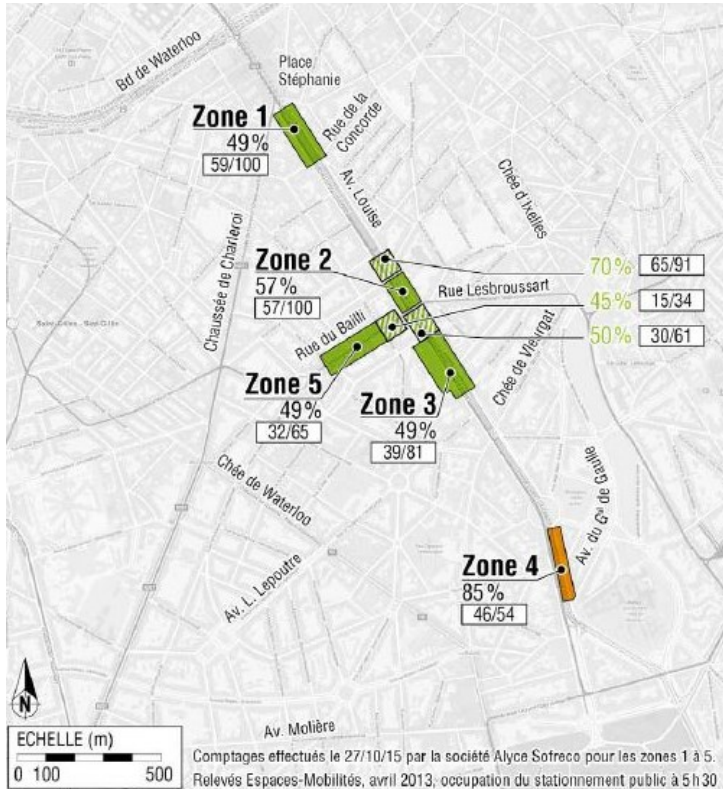 Bd de Waterloo
Place
Stéphanie
Zone 1
49%
59/100
Rue de la
Concorde
Av. Louise
Chée d'Ixelles
Chaussée de Charleroi
Zone 2
57%
57/100
70% 65/91
Rue Lesbroussart
45% 15/34
50% 30/61
Rue du Bailli
Chée de Vleurgat
Zone 5
49%
32/65
Zone 3
49%
39/81
Chée de Waterloo
Av. du Gal de Gaulle
Zone 4
85%
46/54
Av. L. Lepoutre
N
Av. Molière
ECHELLE (m)
0 100 500
Comptages effectués le 27/10/15 par la société Alyce Sofreco pour les zones 1 à 5.
Relevés Espaces-Mobilités, avril 2013, occupation du stationnement public à 5h30